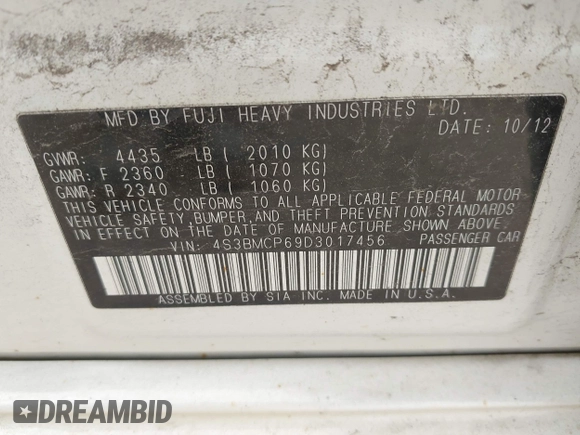 MFD BY FUJI HEAVY INDUSTRIES LTD.
DATE: 10/12
GVWR: 4435 LB ( 2010 KG)
GAWR: F 2360 LB ( 1070 KG)
GAWR: R 2340 LB ( 1060 KG)
THIS VEHICLE CONFORMS TO ALL APPLICABLE FEDERAL MOTOR
VEHICLE SAFETY, BUMPER, AND THEFT PREVENTION STANDARDS
IN EFFECT ON THE DATE OF MANUFACTURE SHOWN ABOVE.
VIN: 4S3BMCP69D3017456 PASSENGER CAR
ASSEMBLED BY SIA INC. MADE IN U.S.A.
DREAMBID